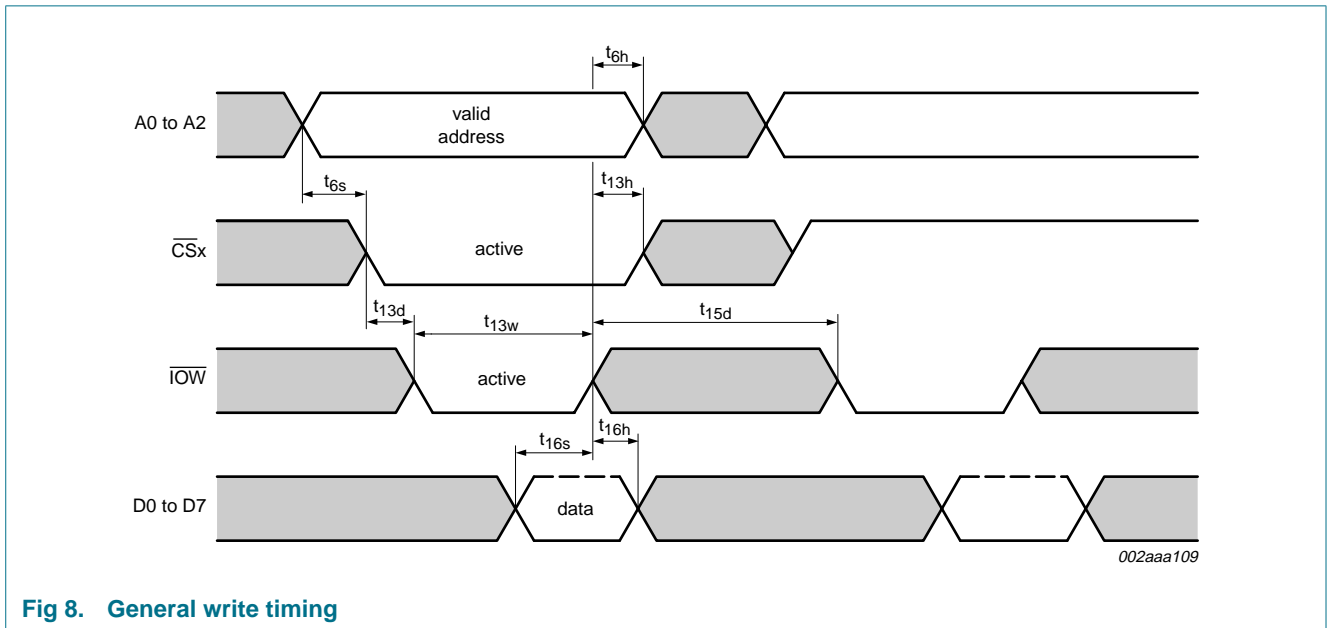 t6h
A0 to A2
valid
address
t6s
t13h
CSx
active
t13d
t13w
t15d
IOW
active
t16s
t16h
D0 to D7
data
002aaa109
Fig 8. General write timing